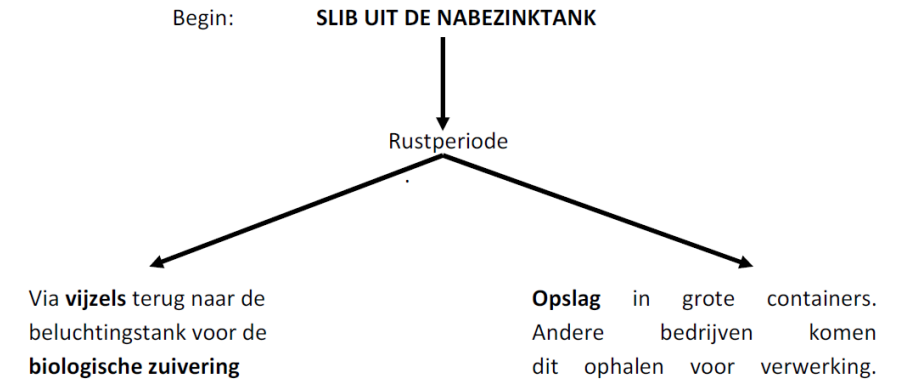 Begin: SLIB UIT DE NABEZINKTANK
Rustperiode
.
Via vijzels terug naar de
beluchtingstank voor de
biologische zuivering
Opslag in grote containers.
Andere bedrijven komen
dit ophalen voor verwerking.